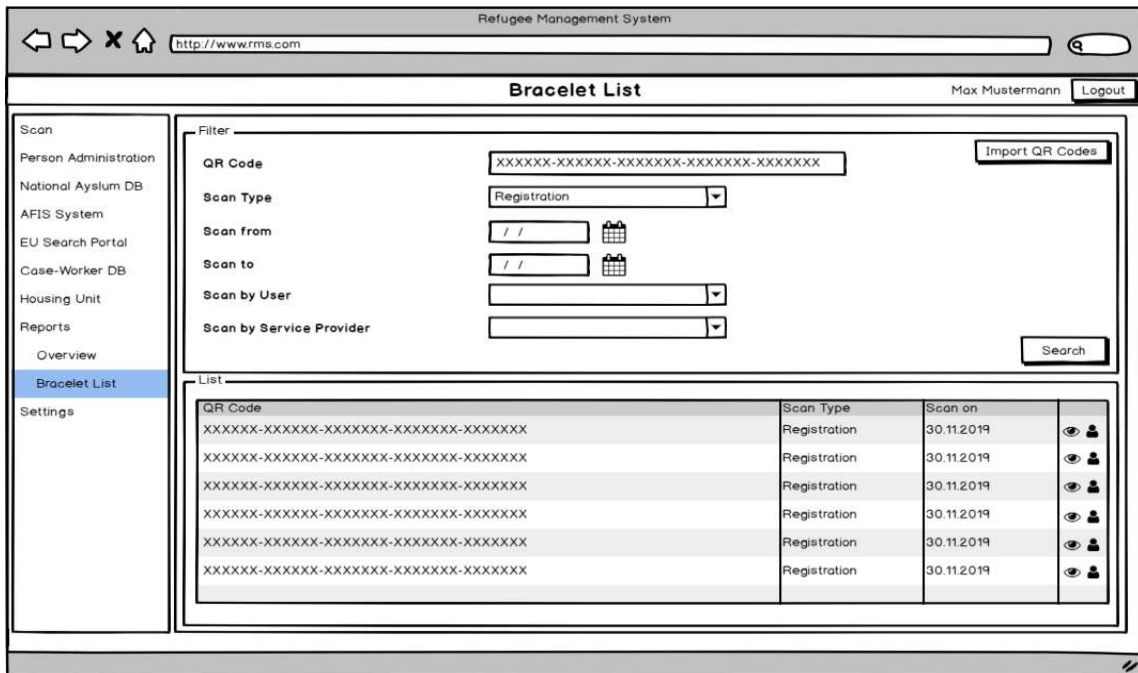 Refugee Management System
http://www.rms.com
Bracelet List
Max Mustermann
Logout
Scan
Person Administration
National Ayslum DB
AFIS System
EU Search Portal
Case-Worker DB
Housing Unit
Reports
Overview
Bracelet List
Settings
Filter
Import QR Codes
QR Code
XXXXXX-XXXXXX-XXXXXXX-XXXXXXX-XXXXXXX
Scan Type
Registration
Scan from
/ /
Scan to
/ /
Scan by User
Scan by Service Provider
Search
List
QR Code Scan Type Scan on
XXXXXX-XXXXXX-XXXXXXX-XXXXXXX-XXXXXXX Registration 30.11.2019
XXXXXX-XXXXXX-XXXXXXX-XXXXXXX-XXXXXXX Registration 30.11.2019
XXXXXX-XXXXXX-XXXXXXX-XXXXXXX-XXXXXXX Registration 30.11.2019
XXXXXX-XXXXXX-XXXXXXX-XXXXXXX-XXXXXXX Registration 30.11.2019
XXXXXX-XXXXXX-XXXXXXX-XXXXXXX-XXXXXXX Registration 30.11.2019
XXXXXX-XXXXXX-XXXXXXX-XXXXXXX-XXXXXXX Registration 30.11.2019